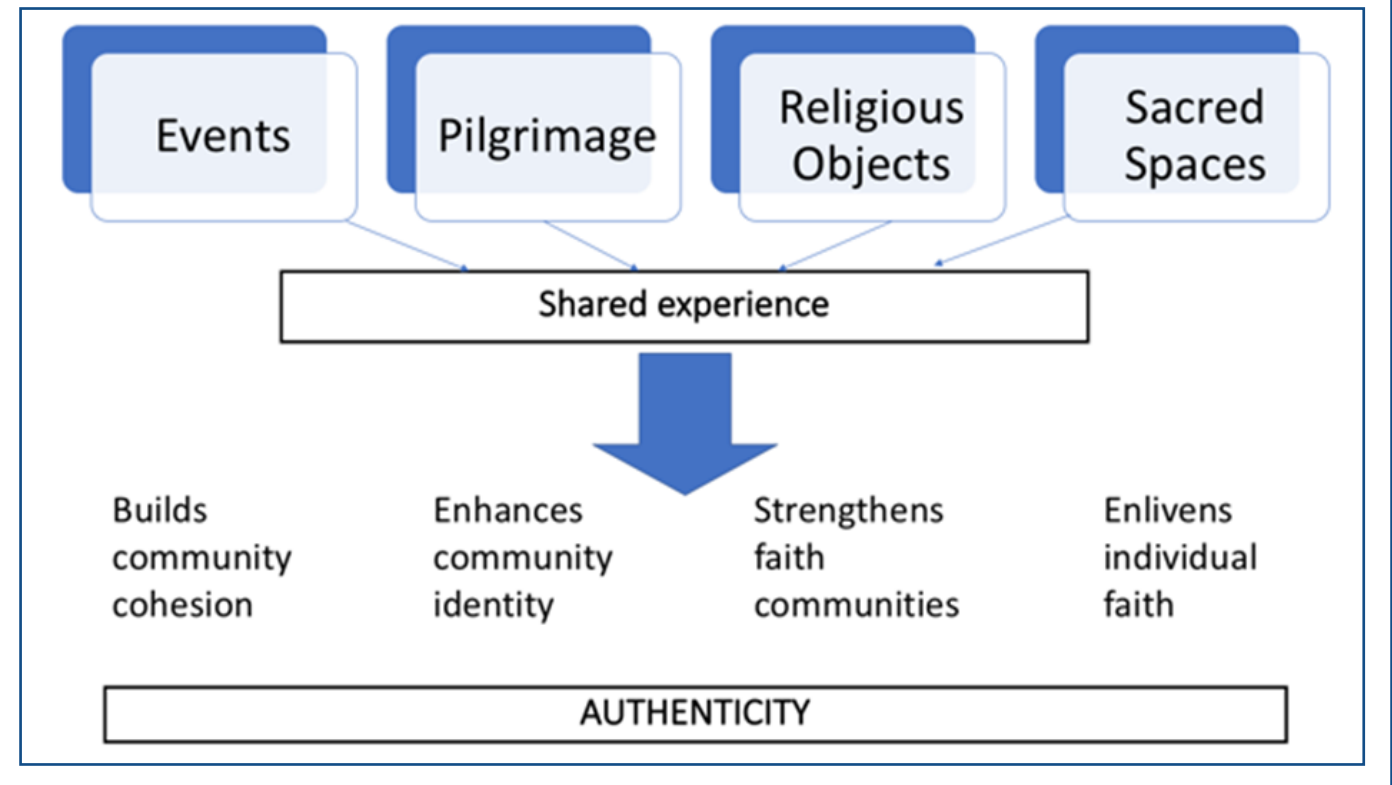 Events
Pilgrimage
Religious
Objects
Sacred
Spaces
Shared experience
Builds
community
cohesion
Enhances
community
identity
Strengthens
faith
communities
Enlivens
individual
faith
AUTHENTICITY